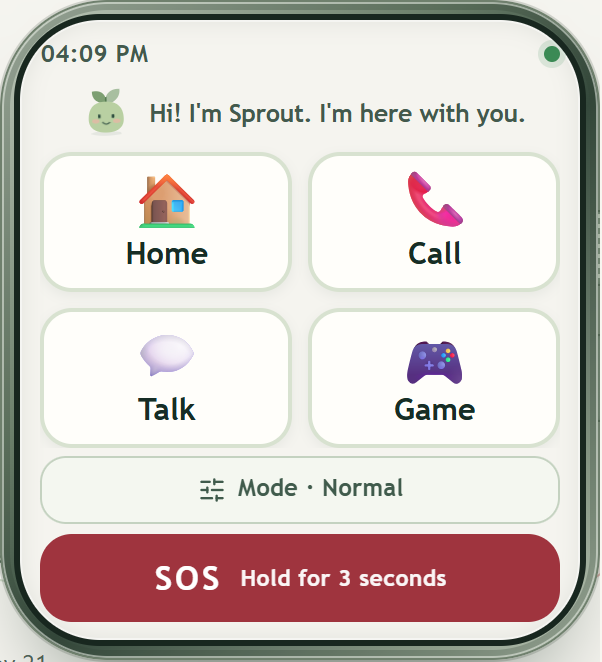 04:09 PM
Hi! I'm Sprout. I'm here with you.
Home
Call
Talk
Game
Mode · Normal
SOS Hold for 3 seconds
21